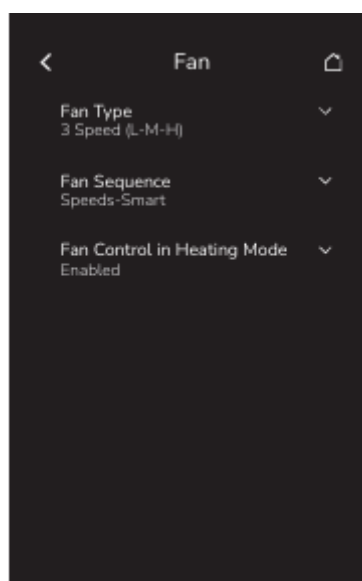 Fan
Fan Type
3 Speed (L-M-H)
Fan Sequence
Speeds-Smart
Fan Control in Heating Mode
Enabled